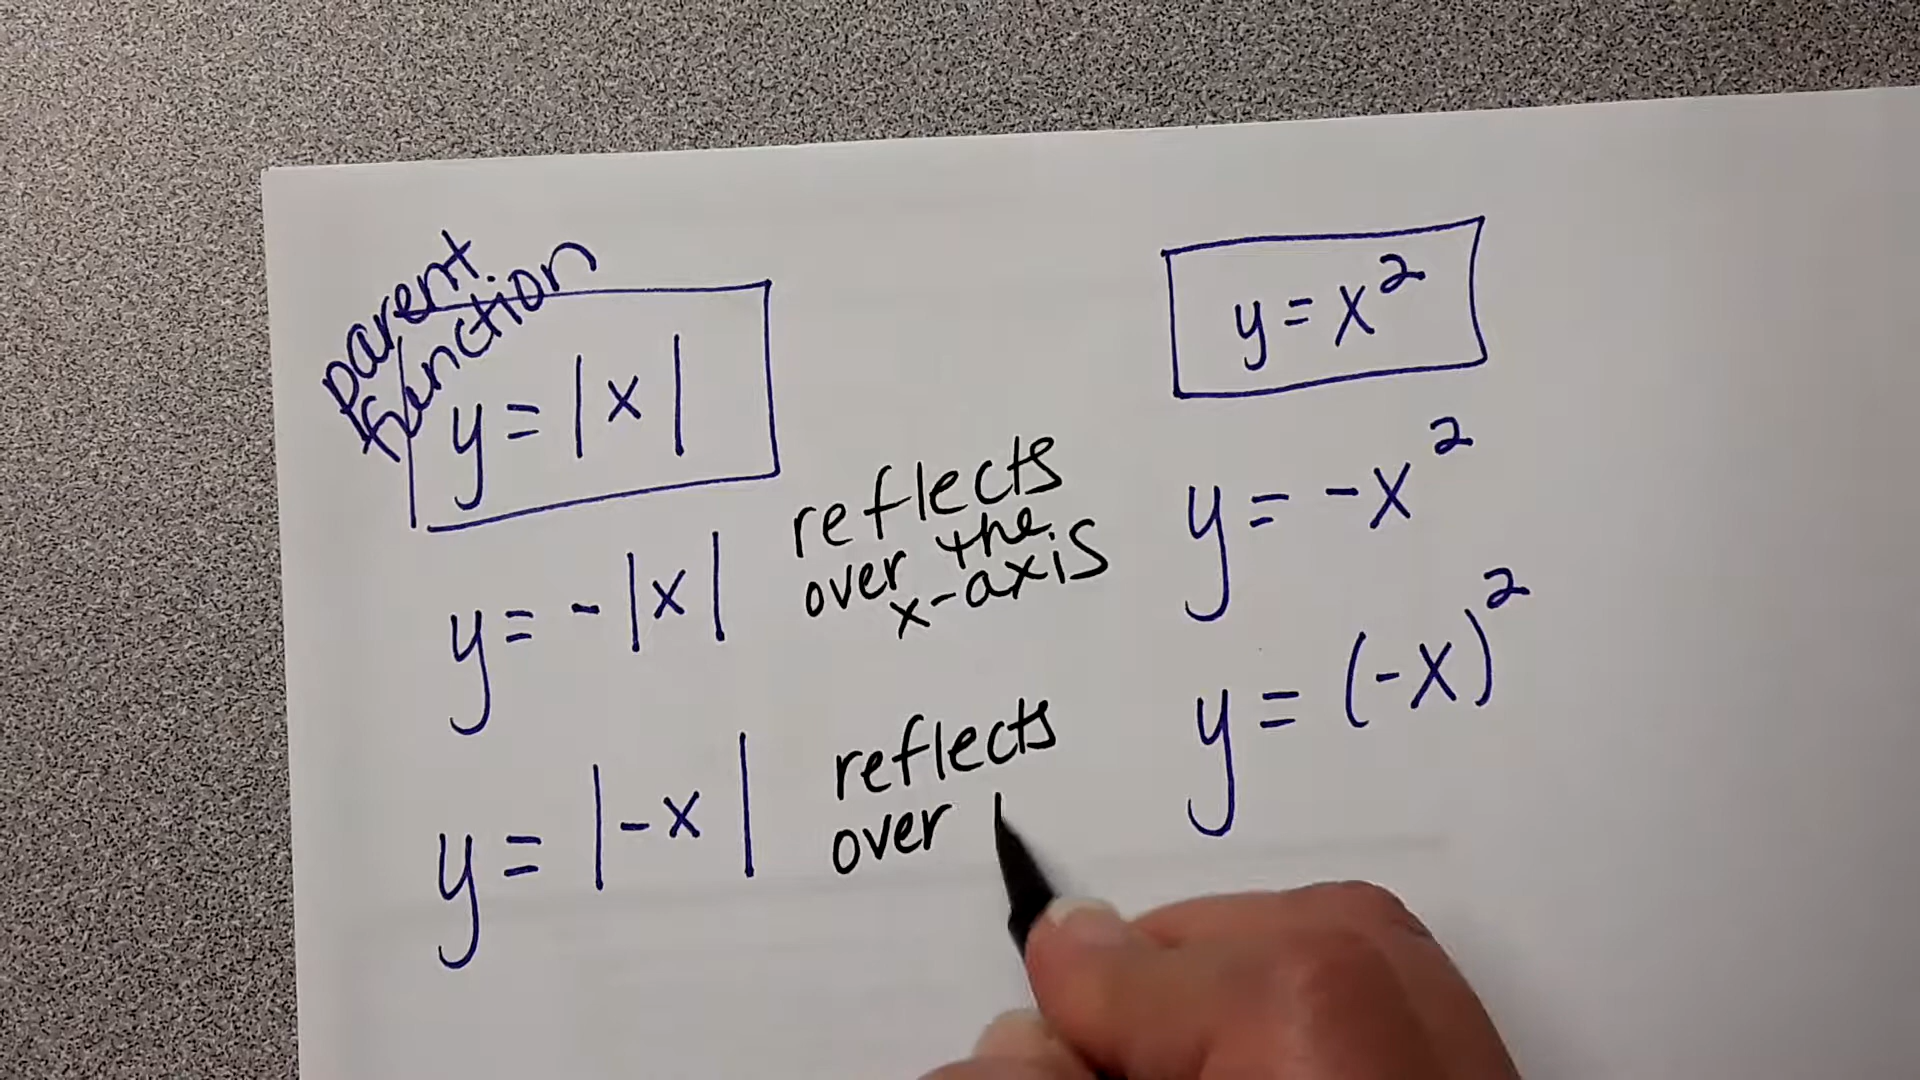 parent
function
y = |x|
y = -|x|
reflects
over the
x-axis
y = |-x|
reflects
over
y = x²
y = -x²
y = (-x)²